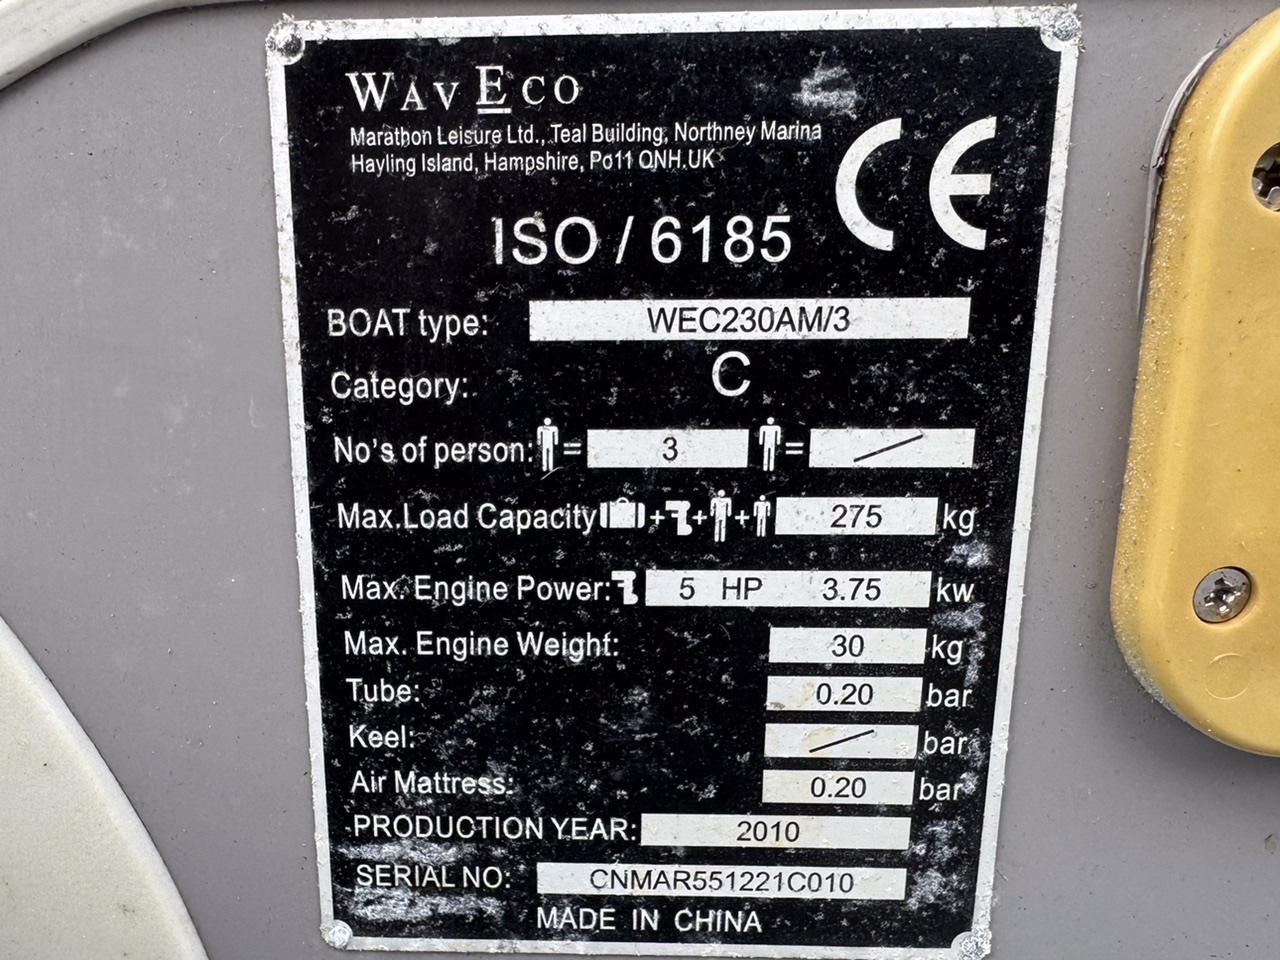 WAVECO
Marathon Leisure Ltd., Teal Building, Northney Marina
Hayling Island, Hampshire, Po11 0NH.UK
CE
ISO / 6185
BOAT type: WEC230AM/3
Category: C
No's of person: = 3 = /
Max.Load Capacity + + + 275 kg
Max. Engine Power: 5 HP 3.75 kw
Max. Engine Weight: 30 kg
Tube: 0.20 bar
Keel: / bar
Air Mattress: 0.20 bar
PRODUCTION YEAR: 2010
SERIAL NO: CNMAR551221C010
MADE IN CHINA